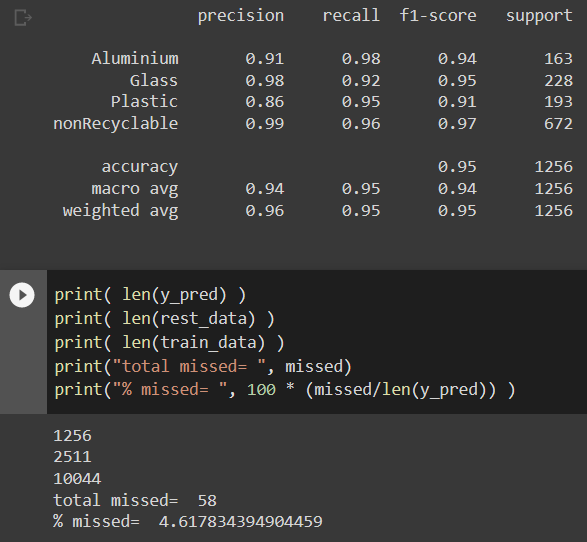 precision recall f1-score support
Aluminium 0.91 0.98 0.94 163
Glass 0.98 0.92 0.95 228
Plastic 0.86 0.95 0.91 193
nonRecyclable 0.99 0.96 0.97 672
accuracy 0.95 1256
macro avg 0.94 0.95 0.94 1256
weighted avg 0.96 0.95 0.95 1256
print( len(y_pred) )
print( len(rest_data) )
print( len(train_data) )
print("total missed= ", missed)
print("% missed= ", 100 * (missed/len(y_pred)) )
1256
2511
10044
total missed=  58
% missed=  4.617834394904459